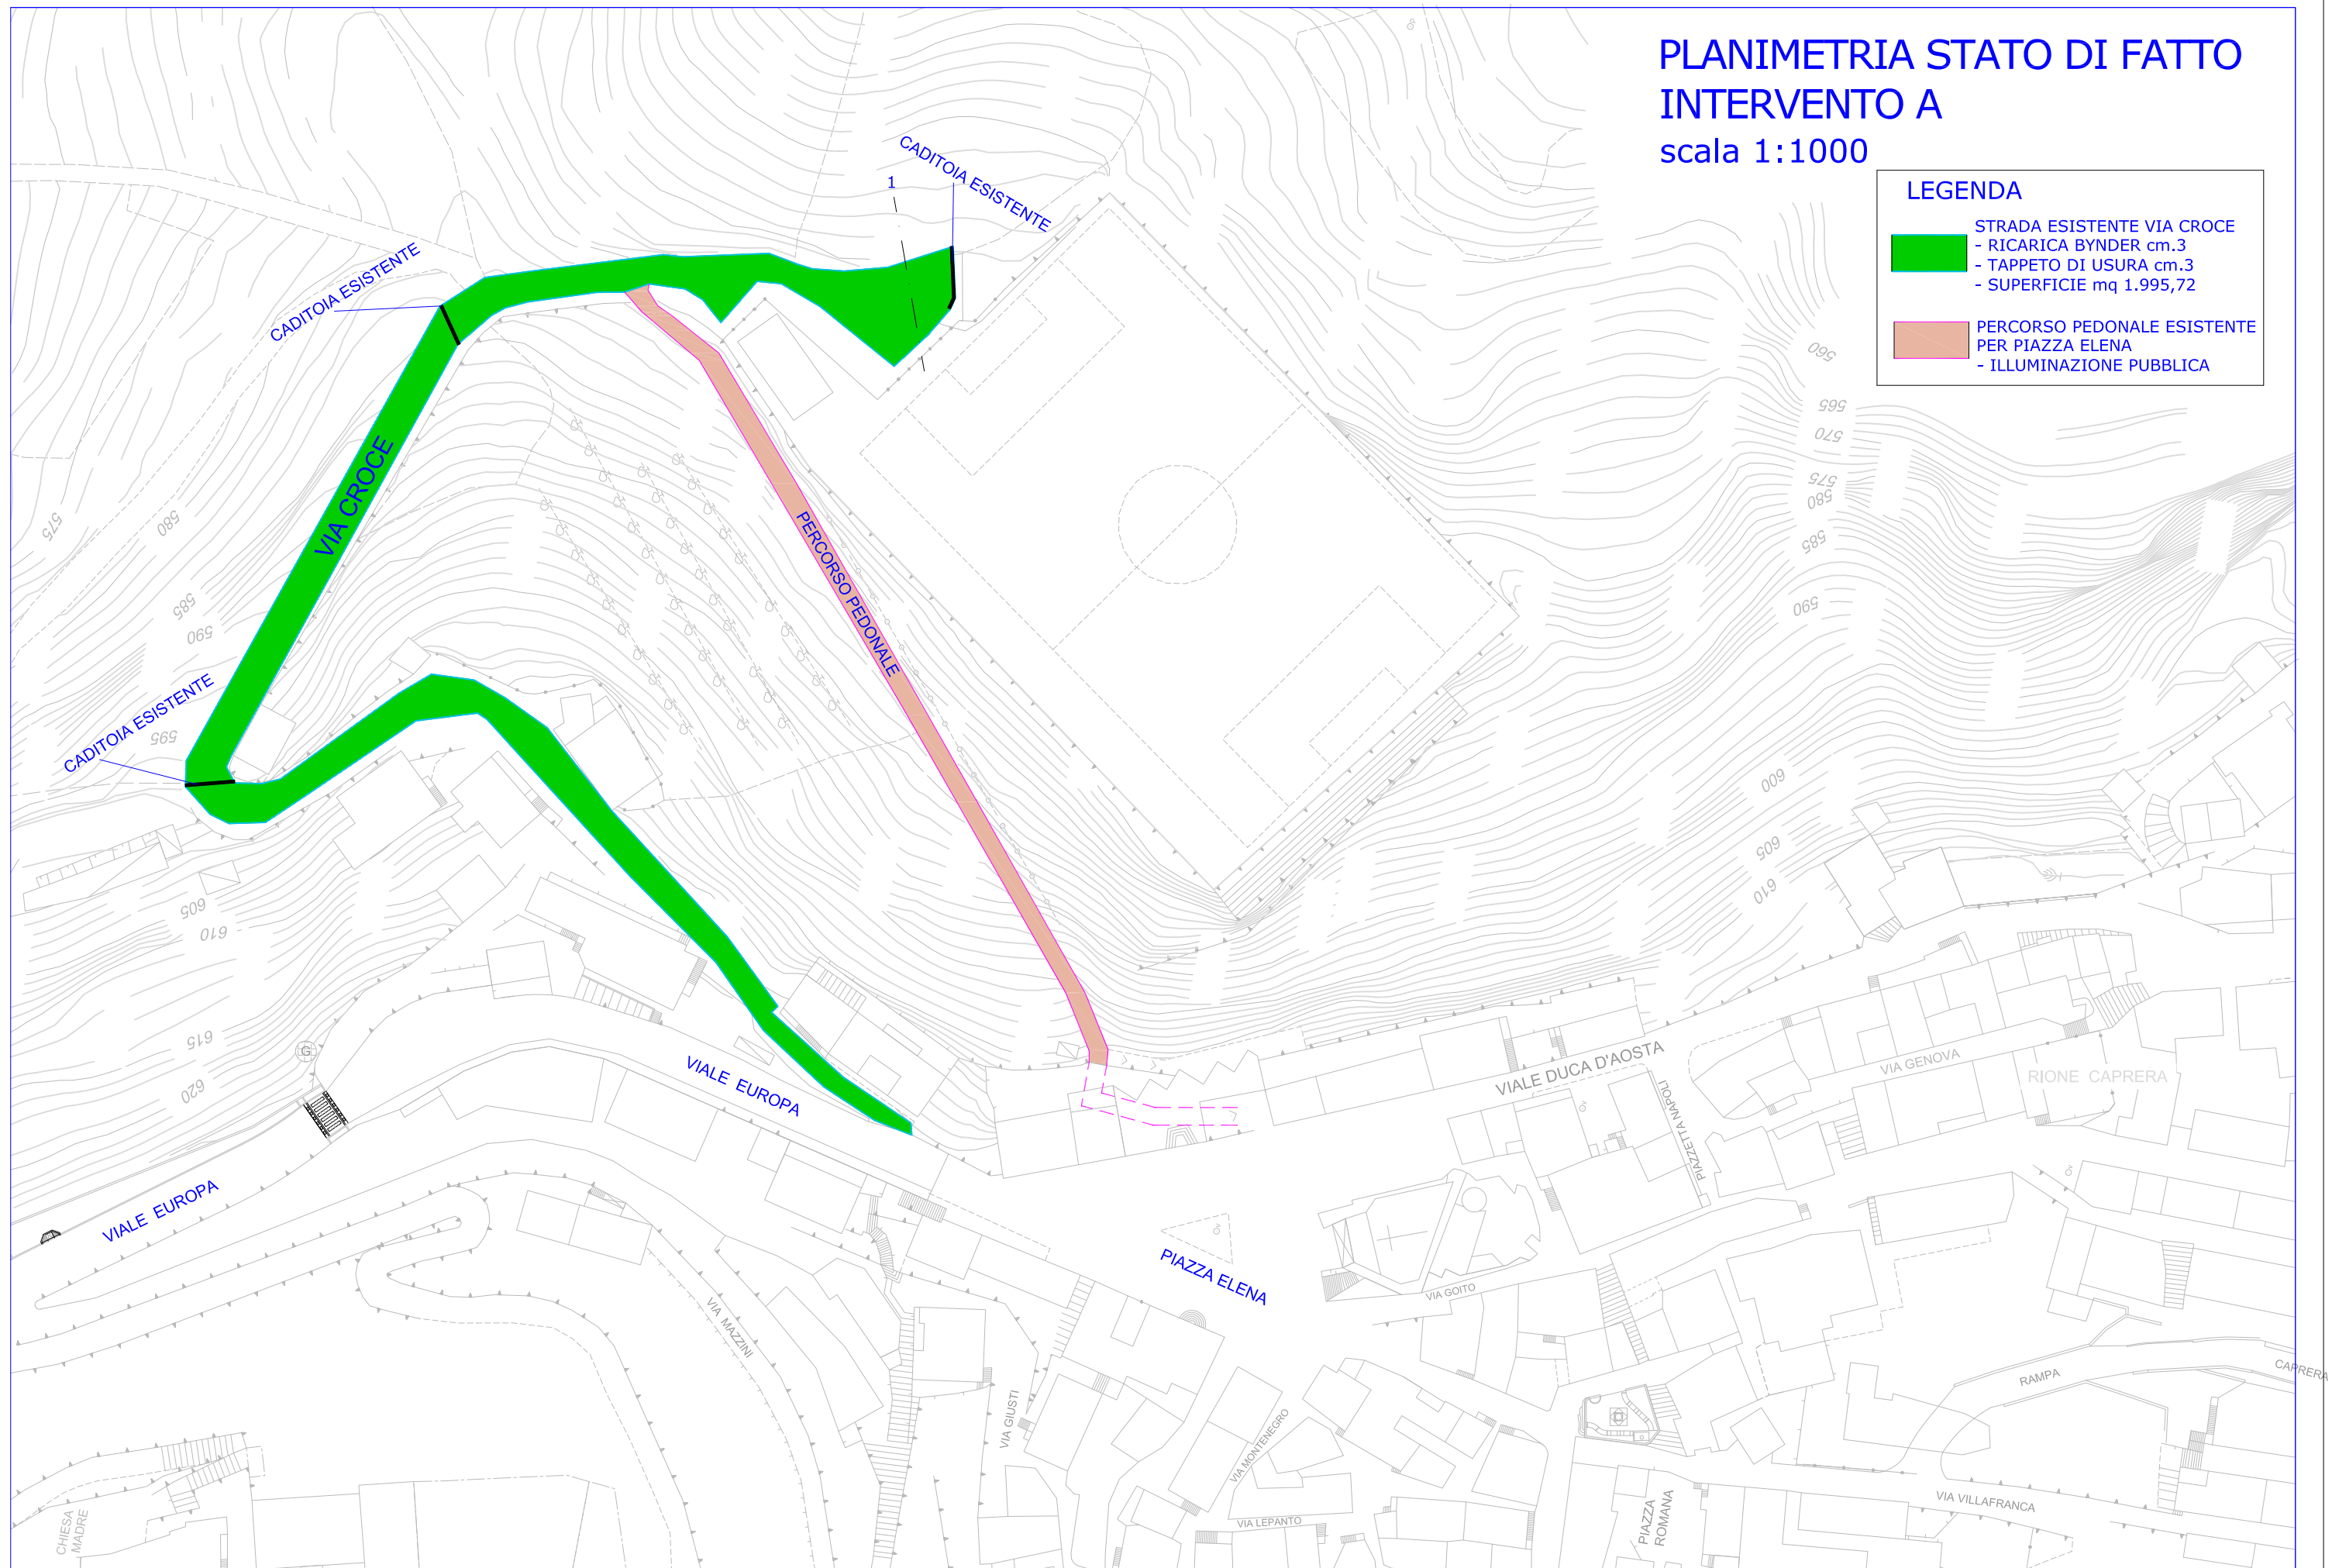 PLANIMETRIA STATO DI FATTO
INTERVENTO A
scala 1:1000
LEGENDA
STRADA ESISTENTE VIA CROCE
- RICARICA BYNDER cm.3
- TAPPETO DI USURA cm.3
- SUPERFICIE mq 1.995,72
PERCORSO PEDONALE ESISTENTE
PER PIAZZA ELENA
- ILLUMINAZIONE PUBBLICA
CADITOIA ESISTENTE
1
CADITOIA ESISTENTE
VIA CROCE
PERCORSO PEDONALE
CADITOIA ESISTENTE
575
580
585
590
595
605
610
615
620
560
565
570
575
580
585
590
600
605
610
G
VIALE EUROPA
VIALE EUROPA
VIALE DUCA D'AOSTA
PIAZZETTA NAPOLI
VIA GENOVA
RIONE CAPRERA
PIAZZA ELENA
VIA GOITO
VIA MAZZINI
VIA GIUSTI
VIA MONTENEGRO
VIA LEPANTO
RAMPA
CAPRERA
PIAZZA
ROMANA
VIA VILLAFRANCA
CHIESA
MADRE